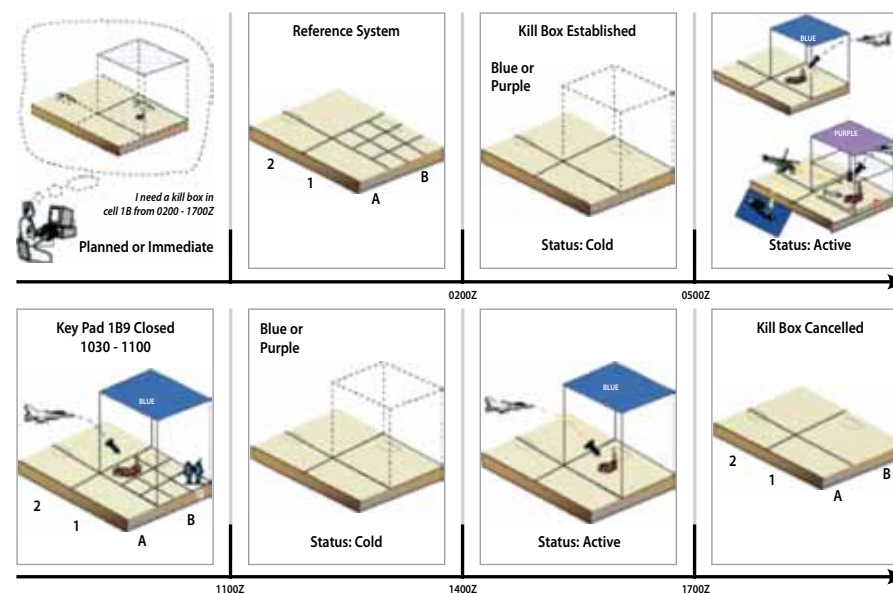 I need a kill box in
cell 1B from 0200 - 1700Z
Planned or Immediate
Reference System
2
1
A
B
Kill Box Established
Blue or
Purple
Status: Cold
BLUE
PURPLE
Status: Active
0200Z
0500Z
Key Pad 1B9 Closed
1030 - 1100
BLUE
2
1
A
B
Blue or
Purple
Status: Cold
BLUE
Status: Active
Kill Box Cancelled
2
1
A
B
1100Z
1400Z
1700Z